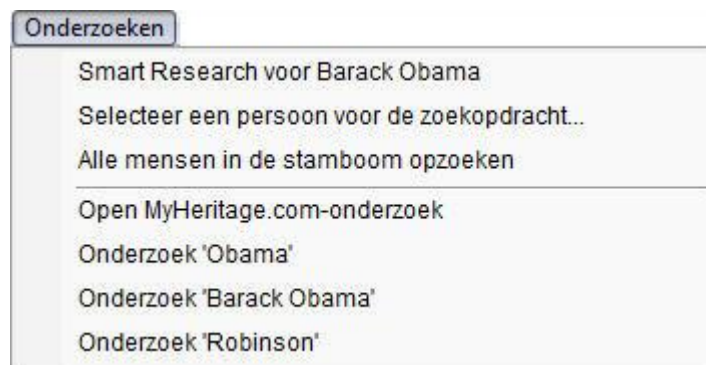 Onderzoeken
Smart Research voor Barack Obama
Selecteer een persoon voor de zoekopdracht...
Alle mensen in de stamboom opzoeken
Open MyHeritage.com-onderzoek
Onderzoek 'Obama'
Onderzoek 'Barack Obama'
Onderzoek 'Robinson'